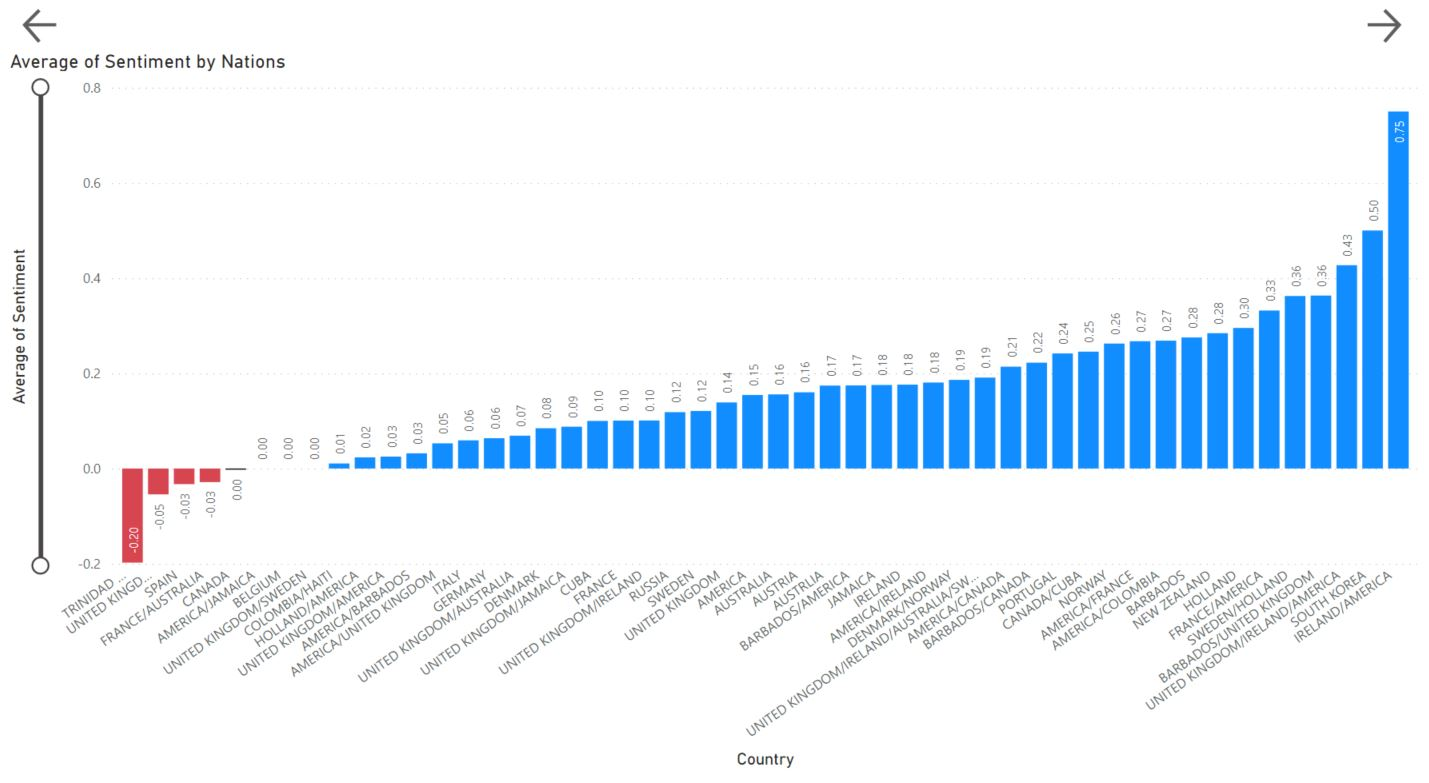 Average of Sentiment by Nations
Average of Sentiment
0.8
0.6
0.4
0.2
0.0
-0.2
-0.20
-0.05
-0.03
-0.03
0.00
0.00
0.00
0.00
0.01
0.02
0.03
0.03
0.05
0.06
0.06
0.07
0.08
0.09
0.10
0.10
0.10
0.12
0.12
0.14
0.15
0.16
0.16
0.17
0.17
0.18
0.18
0.18
0.19
0.19
0.21
0.22
0.24
0.25
0.26
0.27
0.27
0.28
0.28
0.30
0.33
0.36
0.36
0.43
0.50
0.75
TRINIDAD ...
UNITED KINGD...
SPAIN
FRANCE/AUSTRALIA
CANADA
AMERICA/JAMAICA
BELGIUM
UNITED KINGDOM/SWEDEN
COLOMBIA/HAITI
HOLLAND/AMERICA
UNITED KINGDOM/AMERICA
AMERICA/BARBADOS
AMERICA/UNITED KINGDOM
ITALY
GERMANY
UNITED KINGDOM/AUSTRALIA
DENMARK
UNITED KINGDOM/JAMAICA
CUBA
FRANCE
UNITED KINGDOM/IRELAND
RUSSIA
SWEDEN
UNITED KINGDOM
AMERICA
AUSTRALIA
AUSTRIA
AUSTRLIA
BARBADOS/AMERICA
JAMAICA
IRELAND
AMERICA/IRELAND
DENMARK/NORWAY
UNITED KINGDOM/IRELAND/AUSTRALIA/SW...
AMERICA/CANADA
BARBADOS/CANADA
PORTUGAL
CANADA/CUBA
NORWAY
AMERICA/FRANCE
AMERICA/COLOMBIA
BARBADOS
NEW ZEALAND
HOLLAND
FRANCE/AMERICA
SWEDEN/HOLLAND
BARBADOS/UNITED KINGDOM
UNITED KINGDOM/IRELAND/AMERICA
SOUTH KOREA
IRELAND/AMERICA
Country